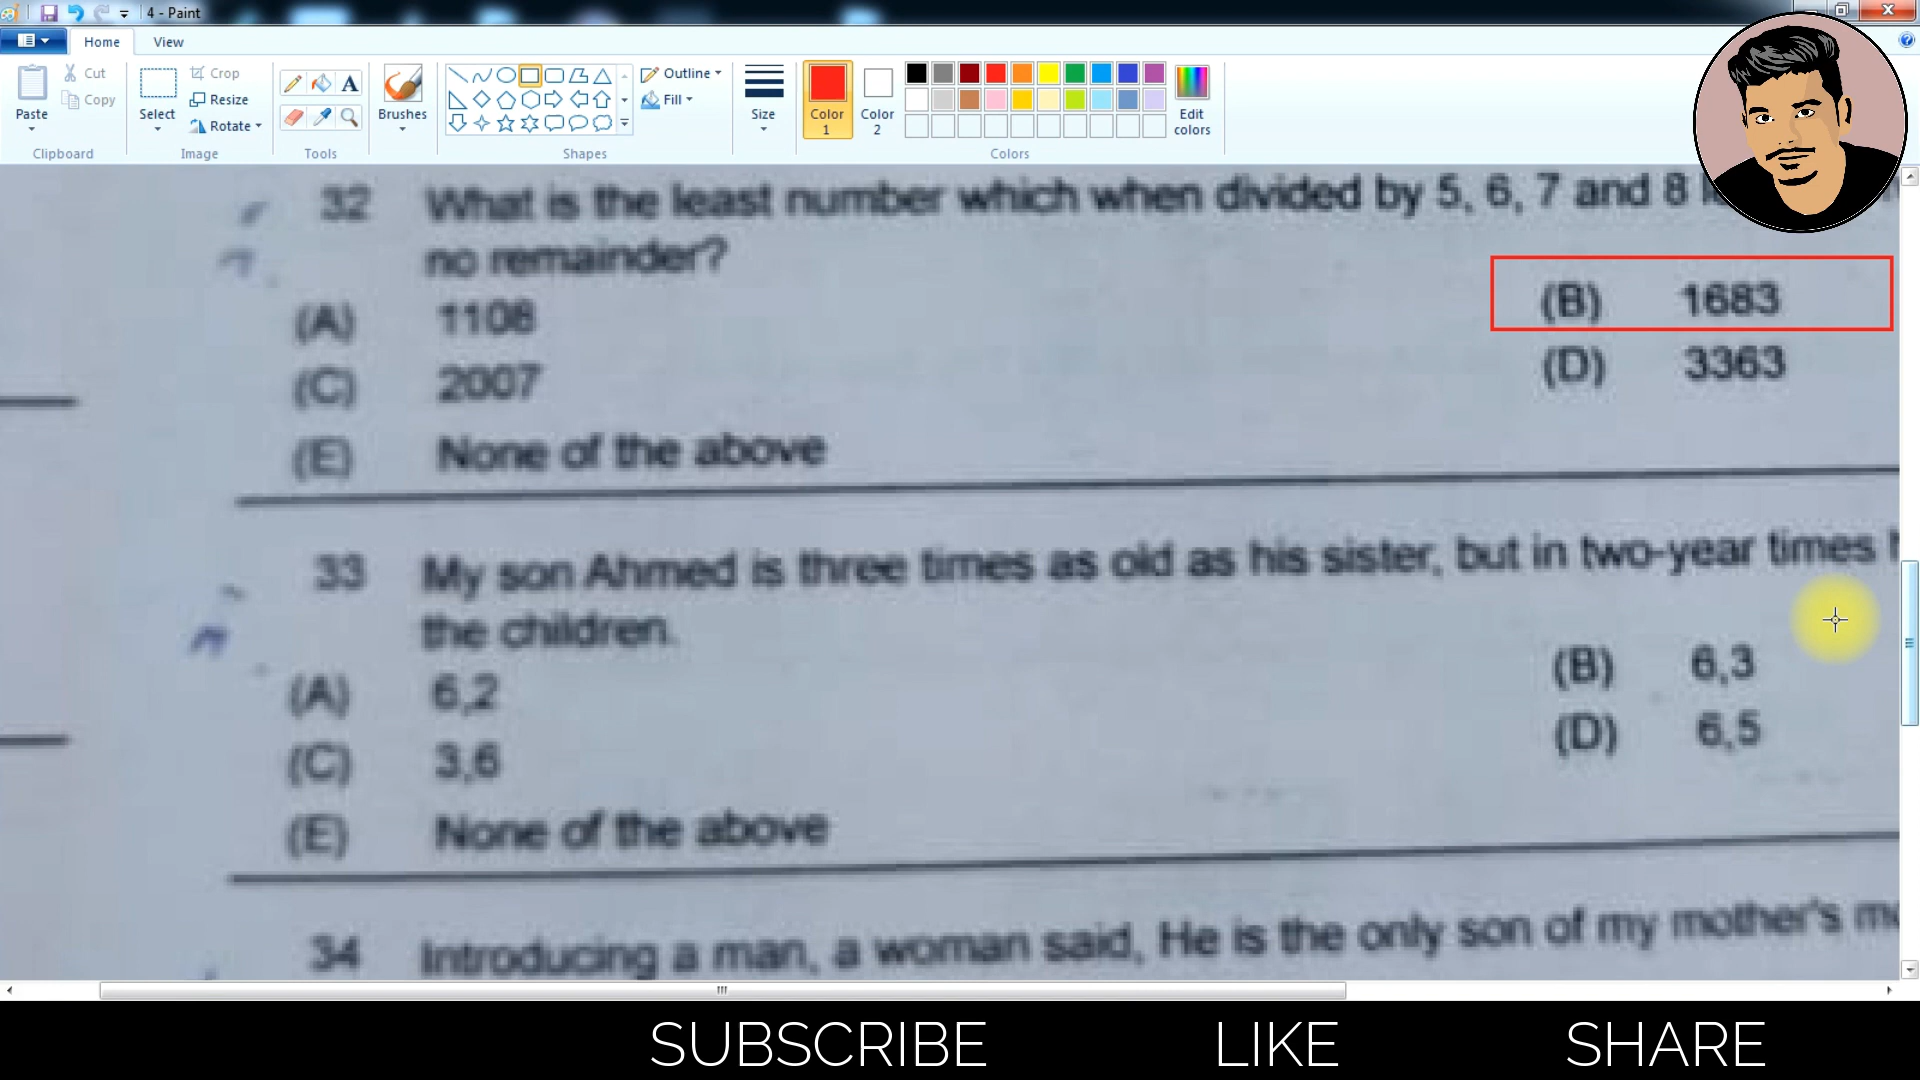 4 - Paint
Home View
Paste
Cut
Copy
Clipboard
Select
Crop
Resize
Rotate
Image
Tools
Brushes
Shapes
Outline
Fill
Size
Color 1
Color 2
Edit colors
Colors
32 What is the least number which when divided by 5, 6, 7 and 8
no remainder?
(A) 1108 (B) 1683
(C) 2007 (D) 3363
(E) None of the above
33 My son Ahmed is three times as old as his sister, but in two-year times
the children.
(A) 6,2 (B) 6,3
(C) 3,6 (D) 6,5
(E) None of the above
34 Introducing a man, a woman said, He is the only son of my mother's
SUBSCRIBE LIKE SHARE